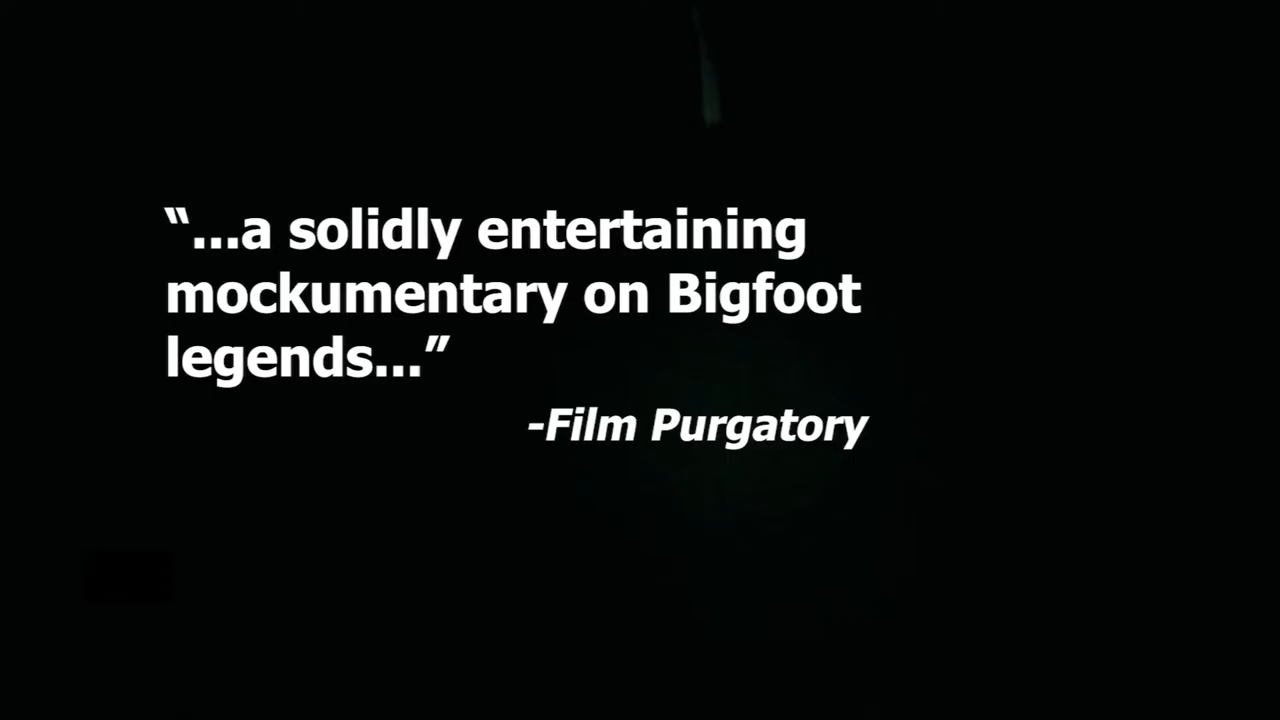 “...a solidly entertaining
mockumentary on Bigfoot
legends...”
-Film Purgatory